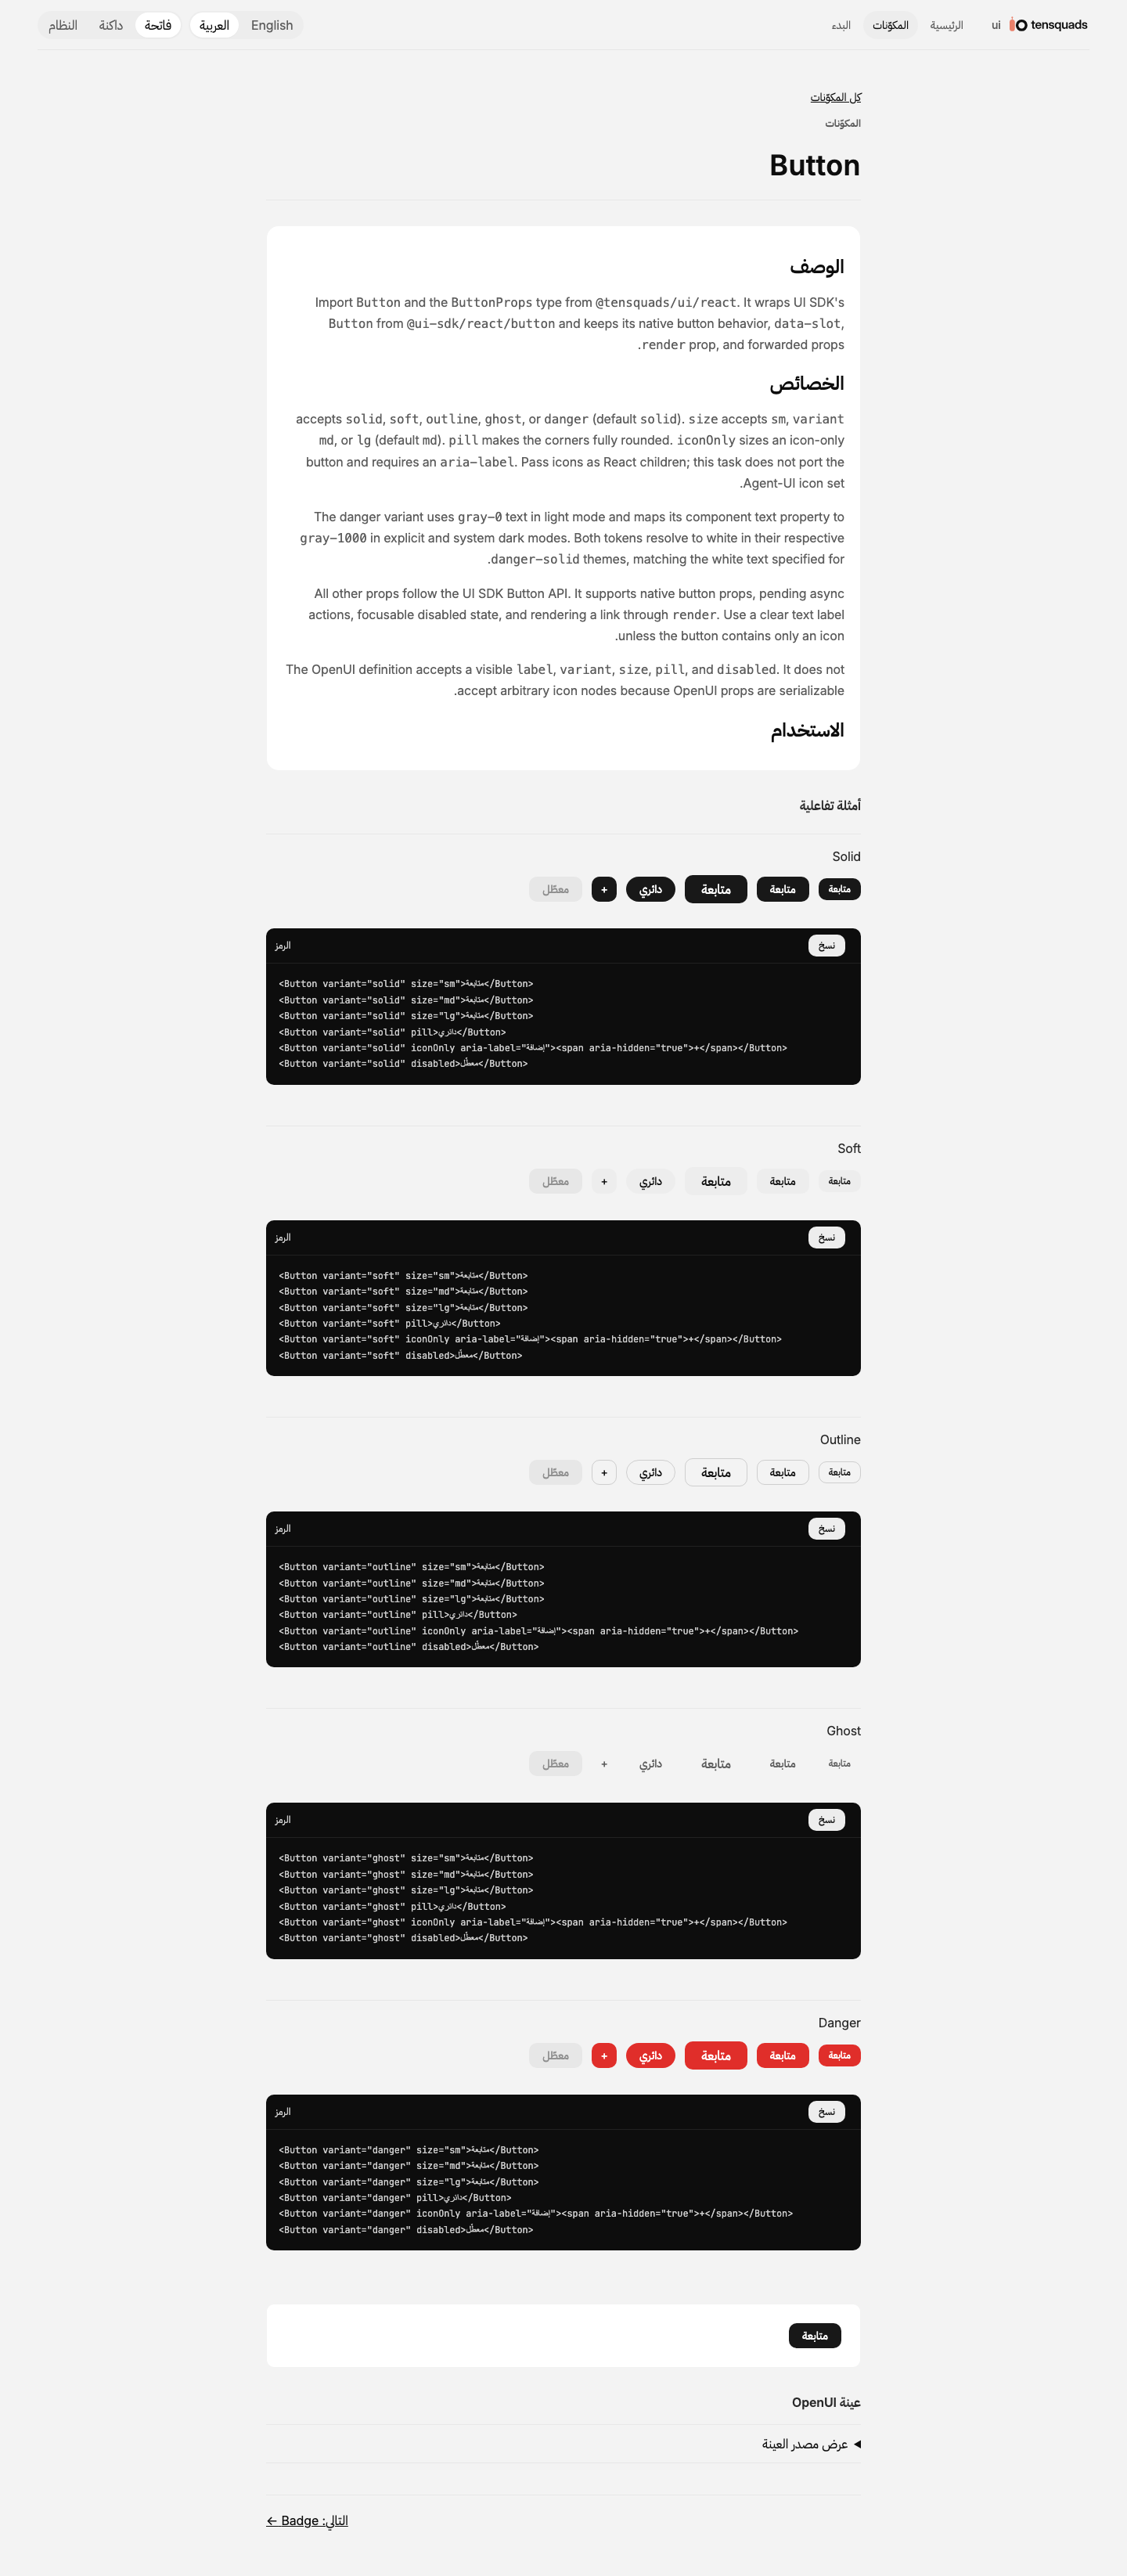 tensquads ui الرئيسية المكوّنات البدء English العربية فاتحة داكنة النظام
كل المكوّنات
المكوّنات
Button
الوصف
Import Button and the ButtonProps type from @tensquads/ui/react. It wraps UI SDK's
Button from @ui-sdk/react/button and keeps its native button behavior, data-slot,
render prop, and forwarded props.
الخصائص
variant accepts solid, soft, outline, ghost, or danger (default solid). size accepts sm,
md, or lg (default md). pill makes the corners fully rounded. iconOnly sizes an icon-only
button and requires an aria-label. Pass icons as React children; this task does not port the
Agent-UI icon set.
The danger variant uses gray-0 text in light mode and maps its component text property to
gray-1000 in explicit and system dark modes. Both tokens resolve to white in their respective
themes, matching the white text specified for danger-solid.
All other props follow the UI SDK Button API. It supports native button props, pending async
actions, focusable disabled state, and rendering a link through render. Use a clear text label
unless the button contains only an icon.
The OpenUI definition accepts a visible label, variant, size, pill, and disabled. It does not
accept arbitrary icon nodes because OpenUI props are serializable.
الاستخدام
أمثلة تفاعلية
Solid
متابعة متابعة متابعة دائري + معطّل
نسخ الرمز
<Button variant="solid" size="sm">متابعة</Button>
<Button variant="solid" size="md">متابعة</Button>
<Button variant="solid" size="lg">متابعة</Button>
<Button variant="solid" pill>دائري</Button>
<Button variant="solid" iconOnly aria-label="إضافة"><span aria-hidden="true">+</span></Button>
<Button variant="solid" disabled>معطّل</Button>
Soft
متابعة متابعة متابعة دائري + معطّل
نسخ الرمز
<Button variant="soft" size="sm">متابعة</Button>
<Button variant="soft" size="md">متابعة</Button>
<Button variant="soft" size="lg">متابعة</Button>
<Button variant="soft" pill>دائري</Button>
<Button variant="soft" iconOnly aria-label="إضافة"><span aria-hidden="true">+</span></Button>
<Button variant="soft" disabled>معطّل</Button>
Outline
متابعة متابعة متابعة دائري + معطّل
نسخ الرمز
<Button variant="outline" size="sm">متابعة</Button>
<Button variant="outline" size="md">متابعة</Button>
<Button variant="outline" size="lg">متابعة</Button>
<Button variant="outline" pill>دائري</Button>
<Button variant="outline" iconOnly aria-label="إضافة"><span aria-hidden="true">+</span></Button>
<Button variant="outline" disabled>معطّل</Button>
Ghost
متابعة متابعة متابعة دائري + معطّل
نسخ الرمز
<Button variant="ghost" size="sm">متابعة</Button>
<Button variant="ghost" size="md">متابعة</Button>
<Button variant="ghost" size="lg">متابعة</Button>
<Button variant="ghost" pill>دائري</Button>
<Button variant="ghost" iconOnly aria-label="إضافة"><span aria-hidden="true">+</span></Button>
<Button variant="ghost" disabled>معطّل</Button>
Danger
متابعة متابعة متابعة دائري + معطّل
نسخ الرمز
<Button variant="danger" size="sm">متابعة</Button>
<Button variant="danger" size="md">متابعة</Button>
<Button variant="danger" size="lg">متابعة</Button>
<Button variant="danger" pill>دائري</Button>
<Button variant="danger" iconOnly aria-label="إضافة"><span aria-hidden="true">+</span></Button>
<Button variant="danger" disabled>معطّل</Button>
متابعة
عينة OpenUI
عرض مصدر العينة
التالي: Badge ←